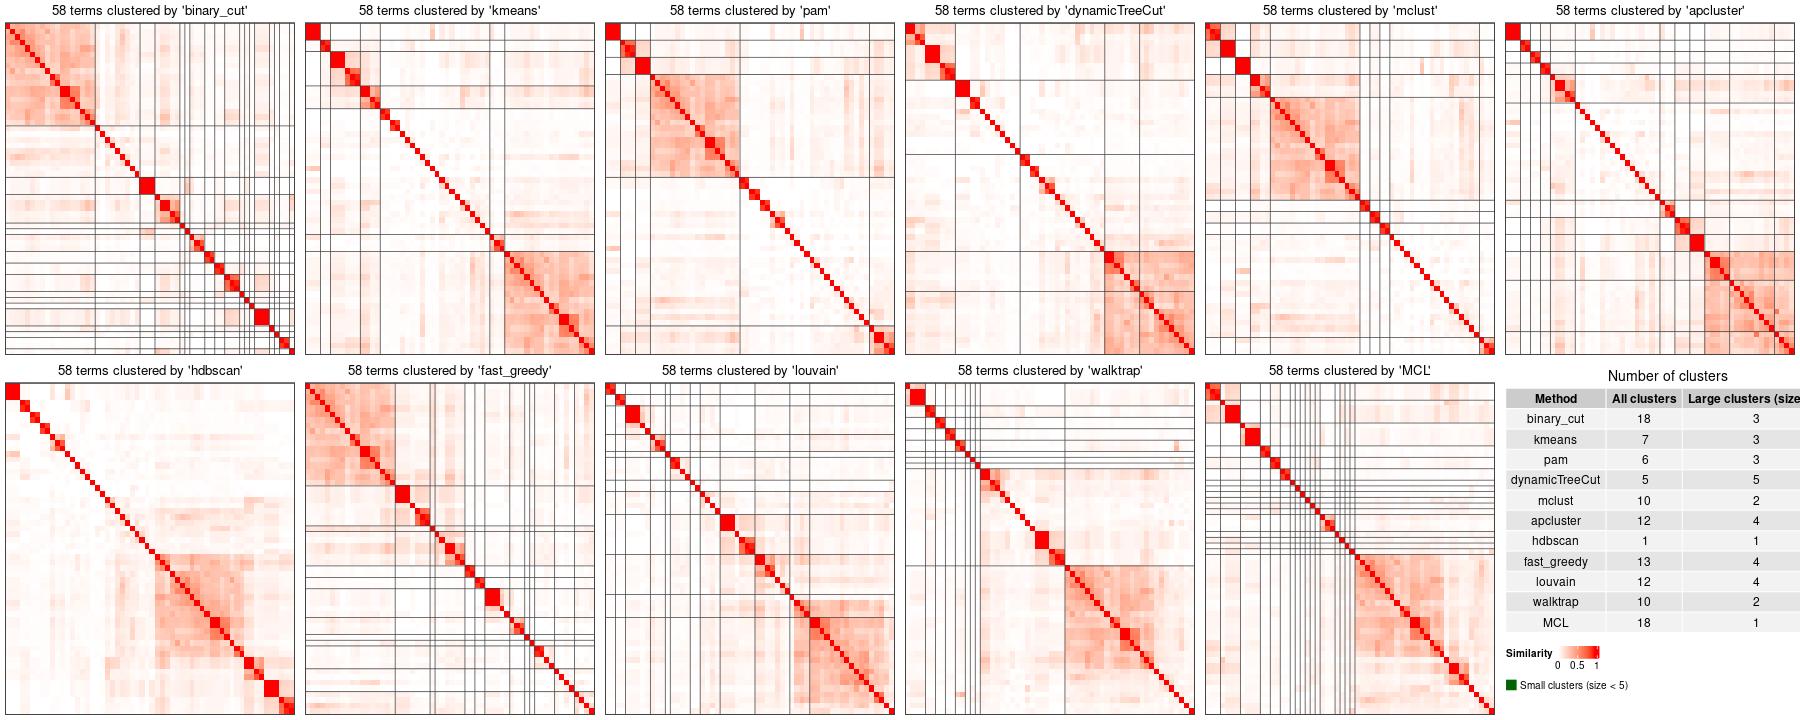 58 terms clustered by 'binary_cut'
58 terms clustered by 'kmeans'
58 terms clustered by 'pam'
58 terms clustered by 'dynamicTreeCut'
58 terms clustered by 'mclust'
58 terms clustered by 'apcluster'
58 terms clustered by 'hdbscan'
58 terms clustered by 'fast_greedy'
58 terms clustered by 'louvain'
58 terms clustered by 'walktrap'
58 terms clustered by 'MCL'
Number of clusters
Method All clusters Large clusters (size
binary_cut 18 3
kmeans 7 3
pam 6 3
dynamicTreeCut 5 5
mclust 10 2
apcluster 12 4
hdbscan 1 1
fast_greedy 13 4
louvain 12 4
walktrap 10 2
MCL 18 1
Similarity
0 0.5 1
Small clusters (size < 5)